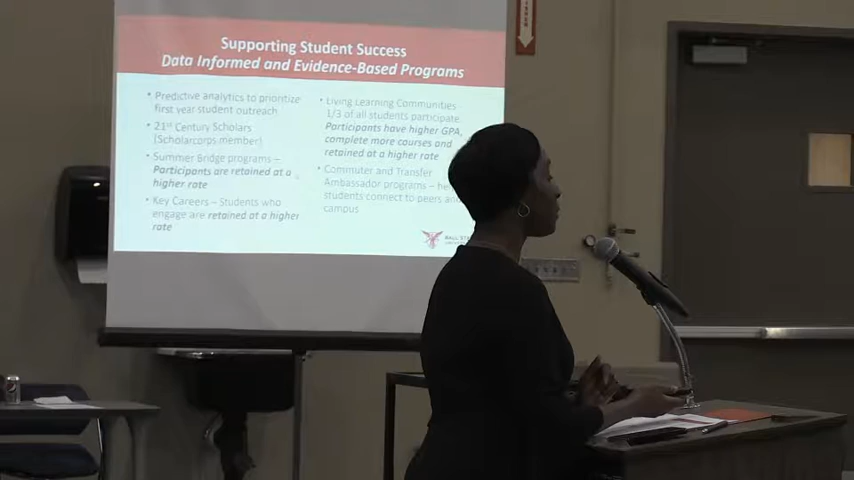 Supporting Student Success
Data Informed and Evidence-Based Programs
• Predictive analytics to prioritize
first year student outreach
• 21st Century Scholars
(Scholarcorps member)
• Summer Bridge programs –
Participants are retained at a
higher rate
• Key Careers – Students who
engage are retained at a higher
rate
• Living Learning Communities
1/3 of all students participate.
Participants have higher GPA,
complete more courses and
retained at a higher rate
• Commuter and Transfer
Ambassador programs –
students connect to peers
campus
BALL